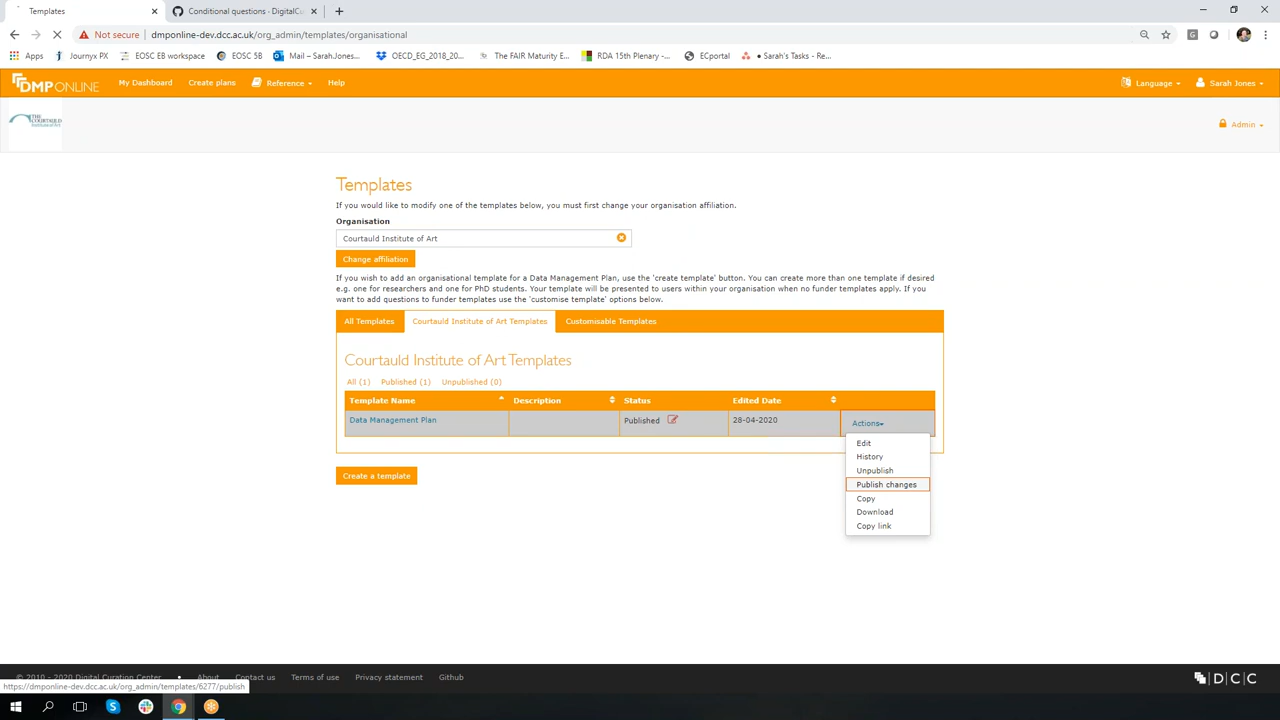 Templates
Conditional questions - DigitalCu
Not secure | dmponline-dev.dcc.ac.uk/org_admin/templates/organisational
Apps Journyx PX EOSC EB workspace EOSC 5B Mail – SarahJones... OECD_EG_2018_20... The FAIR Maturity E... RDA 15th Plenary -... ECportal • Sarah's Tasks - Re...
DMPONLINE My Dashboard Create plans Reference Help Language Sarah Jones
THE COURTAULD Institute of Art
Admin
Templates
If you would like to modify one of the templates below, you must first change your organisation affiliation.
Organisation
Courtauld Institute of Art
Change affiliation
If you wish to add an organisational template for a Data Management Plan, use the 'create template' button. You can create more than one template if desired
e.g. one for researchers and one for PhD students. Your template will be presented to users within your organisation when no funder templates apply. If you
want to add questions to funder templates use the 'customise template' options below.
All Templates Courtauld Institute of Art Templates Customisable Templates
Courtauld Institute of Art Templates
All (1) Published (1) Unpublished (0)
Template Name Description Status Edited Date
Data Management Plan Published 28-04-2020 Actions
Edit
History
Unpublish
Publish changes
Copy
Download
Copy link
Create a template
© 2010 - 2020 Digital Curation Center • About Contact us Terms of use Privacy statement Github
DCC
https://dmponline-dev.dcc.ac.uk/org_admin/templates/6277/publish